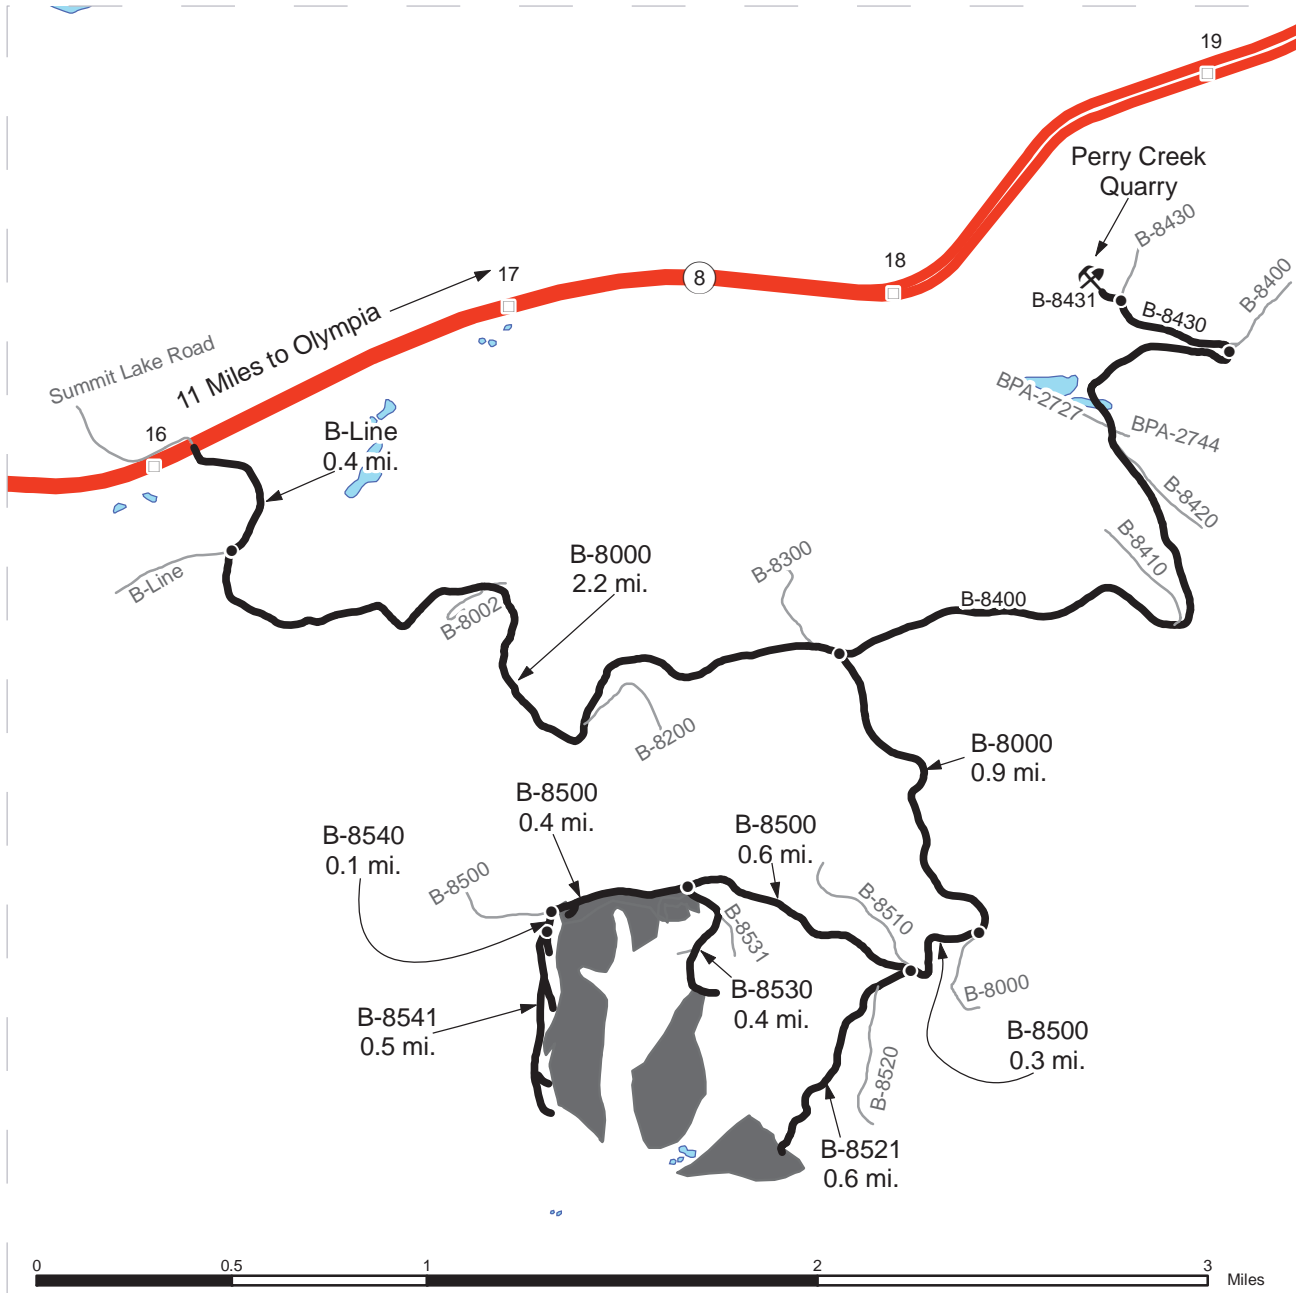 19
Perry Creek
Quarry
B-8430
18
17
8
B-8400
B-8431
B-8430
11 Miles to Olympia
Summit Lake Road
16
B-Line
0.4 mi.
BPA-2727
BPA-2744
B-8420
B-8410
B-Line
B-8000
2.2 mi.
B-8300
B-8002
B-8400
B-8200
B-8000
0.9 mi.
B-8500
0.4 mi.
B-8540
0.1 mi.
B-8500
0.6 mi.
B-8500
B-8510
B-8531
B-8530
0.4 mi.
B-8000
B-8541
0.5 mi.
B-8500
0.3 mi.
B-8520
B-8521
0.6 mi.
0 0.5 1 2 3
Miles